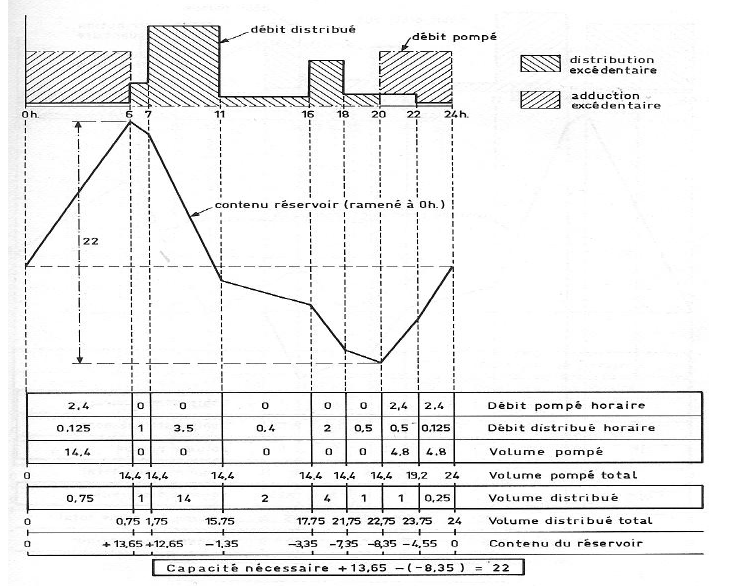 débit distribué
débit pompé
distribution
excédentaire
adduction
excédentaire
0h. 6 7 11 16 18 20 22 24h.
contenu réservoir (ramené à 0h.)
22
2,4 0 0 0 0 0 2,4 2,4 Débit pompé horaire
0.125 1 3.5 0.4 2 0,5 0,5 0,125 Débit distribué horaire
14,4 0 0 0 0 0 4,8 4.8 Volume pompé
0 14,4 14,4 14,4 14,4 14,4 14,4 19,2 24 Volume pompé total
0,75 1 14 2 4 1 1 0,25 Volume distribué
0 0,75 1,75 15,75 17.75 21,75 22,75 23,75 24 Volume distribué total
0 +13,65 +12,65 -1,35 -3,35 -7,35 -8,35 -4,55 0 Contenu du réservoir
Capacité nécessaire +13,65 -(-8,35) = 22